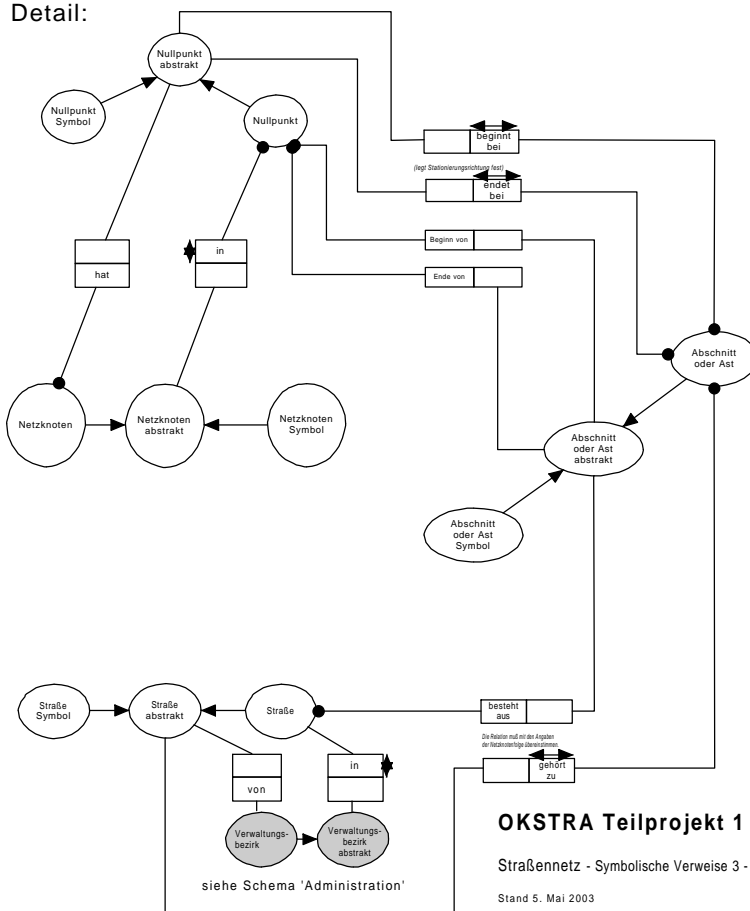 Detail:
Nullpunkt
abstrakt
Nullpunkt
Symbol
Nullpunkt
beginnt
bei
(legt Stationierungsrichtung fest)
endet
bei
Beginn von
in
hat
Ende von
Abschnitt
oder Ast
Netzknoten
Netzknoten
abstrakt
Netzknoten
Symbol
Abschnitt
oder Ast
abstrakt
Abschnitt
oder Ast
Symbol
Straße
Symbol
Straße
abstrakt
Straße
besteht
aus
Die Relation muß mit den Angaben
der Netzknotenfolge übereinstimmen.
in
von
gehört
zu
Verwaltungs-
bezirk
Verwaltungs-
bezirk
abstrakt
siehe Schema 'Administration'
OKSTRA Teilprojekt 1
Straßennetz - Symbolische Verweise 3 -
Stand 5. Mai 2003